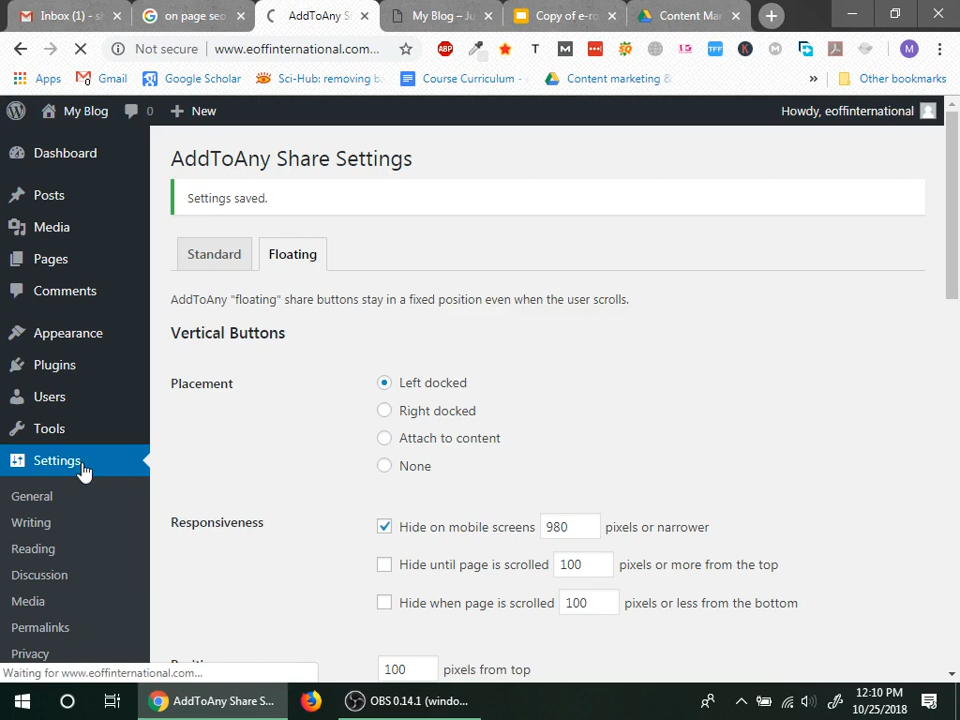 Inbox (1) - 
on page seo
AddToAny S
My Blog – Ju
Copy of e-ro
Content Mar
Not secure
www.eoffinternational.com...
ABP
T
M
TFF
K
M
M
Apps
Gmail
Google Scholar
Sci-Hub: removing ba
Course Curriculum -
Content marketing &
»
Other bookmarks
My Blog
0
New
Howdy, eoffinternational
Dashboard
Posts
Media
Pages
Comments
Appearance
Plugins
Users
Tools
Settings
General
Writing
Reading
Discussion
Media
Permalinks
Privacy
AddToAny Share Settings
Settings saved.
Standard
Floating
AddToAny "floating" share buttons stay in a fixed position even when the user scrolls.
Vertical Buttons
Placement
Left docked
Right docked
Attach to content
None
Responsiveness
Hide on mobile screens 980 pixels or narrower
Hide until page is scrolled 100 pixels or more from the top
Hide when page is scrolled 100 pixels or less from the bottom
100 pixels from top
Waiting for www.eoffinternational.com...
AddToAny Share S...
OBS 0.14.1 (windo...
12:10 PM
10/25/2018